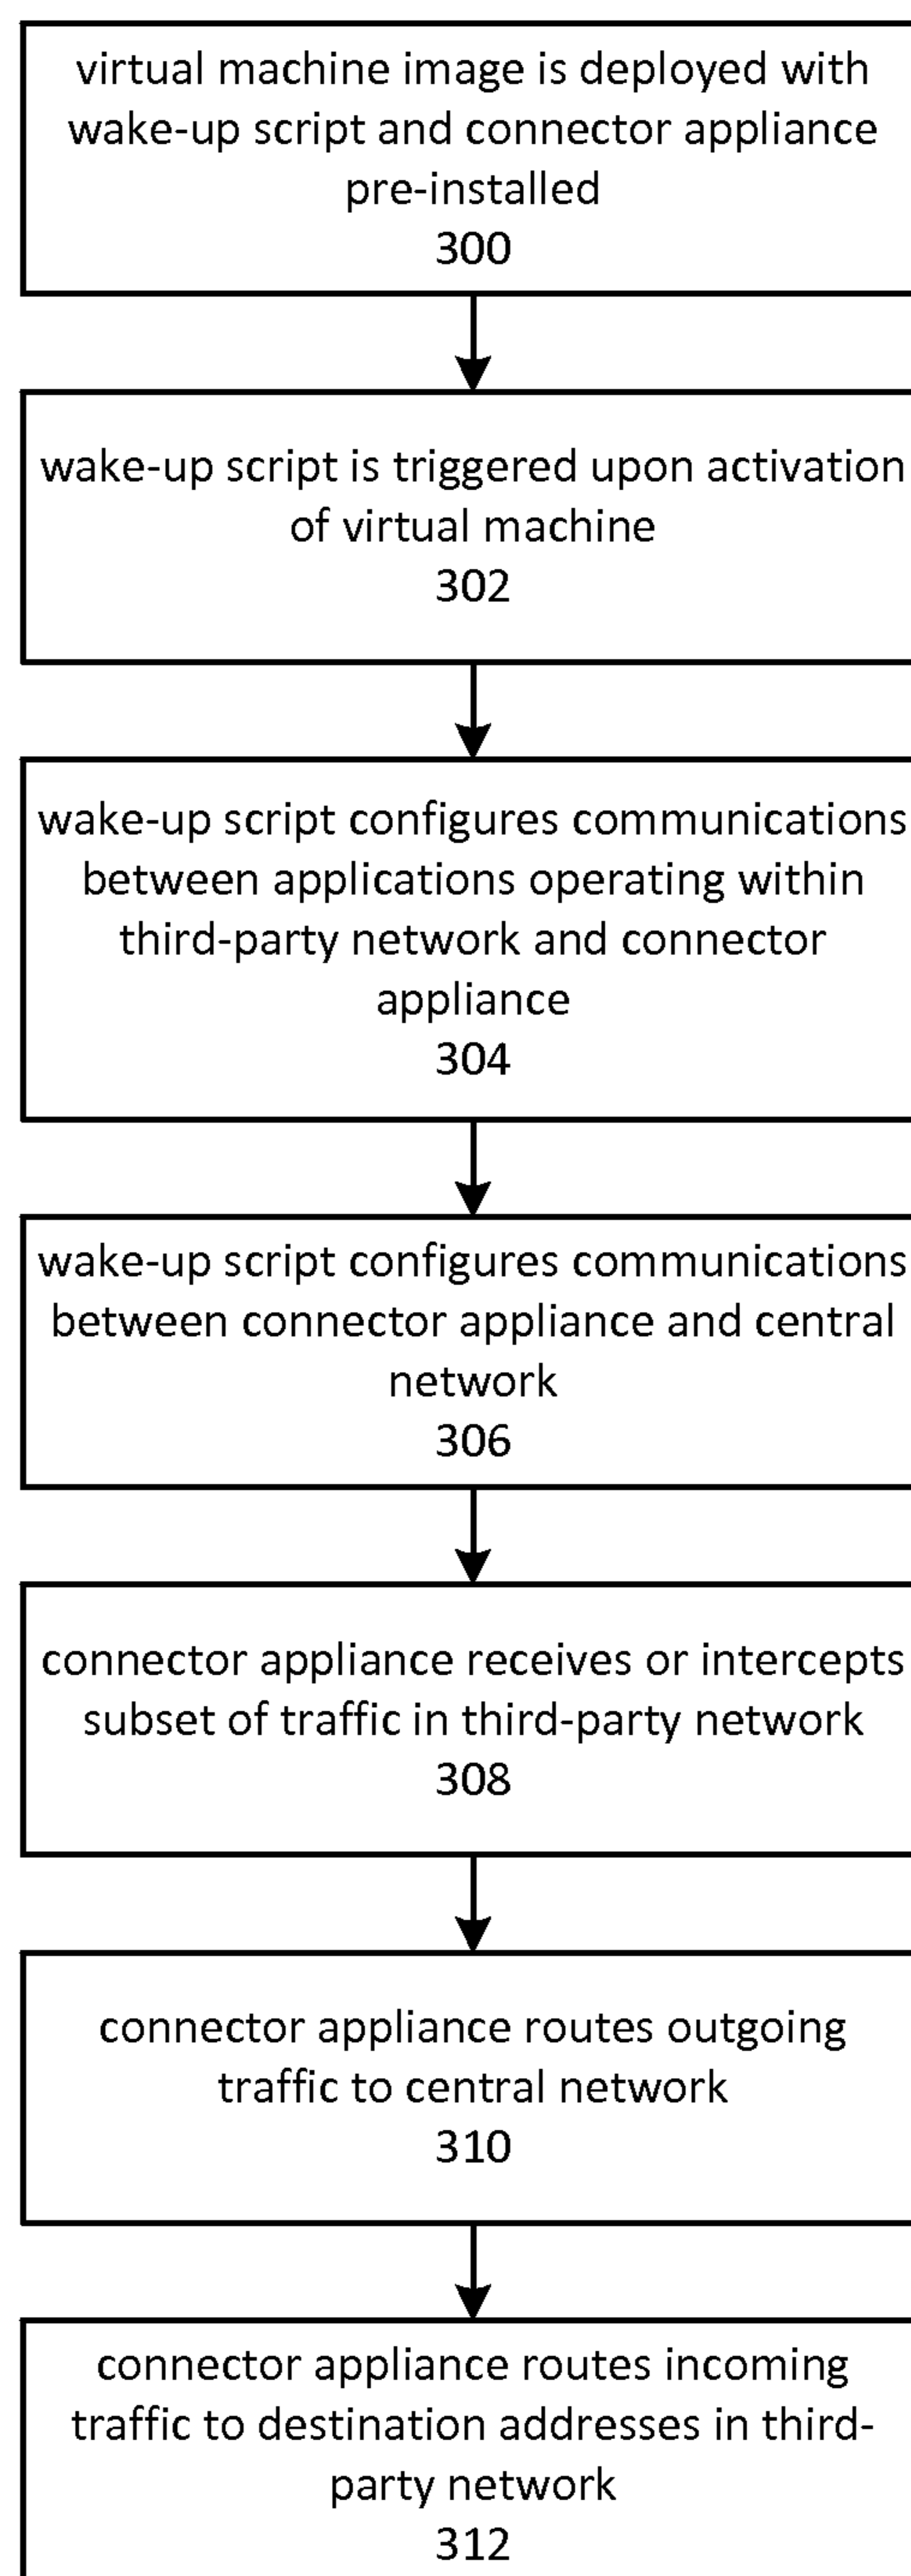 virtual machine image is deployed with
wake-up script and connector appliance
pre-installed
300
wake-up script is triggered upon activation
of virtual machine
302
wake-up script configures communications
between applications operating within
third-party network and connector
appliance
304
wake-up script configures communications
between connector appliance and central
network
306
connector appliance receives or intercepts
subset of traffic in third-party network
308
connector appliance routes outgoing
traffic to central network
310
connector appliance routes incoming
traffic to destination addresses in third-
party network
312